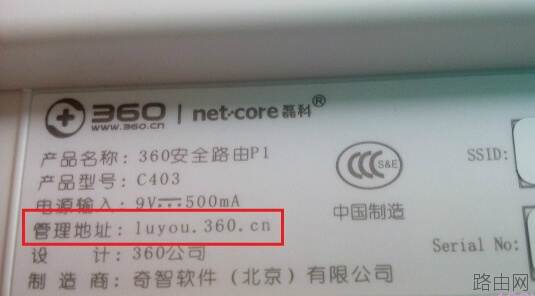 360 | net·core 磊科®
www.360.cn
产品名称: 360安全路由P1
产品型号: C403
电源输入: 9V⎓500mA
管理地址: luyou.360.cn
设 计: 360公司
制 造 商: 奇智软件（北京）有限公司
CCC S&E
中国制造
SSID:
Serial No:
路由网